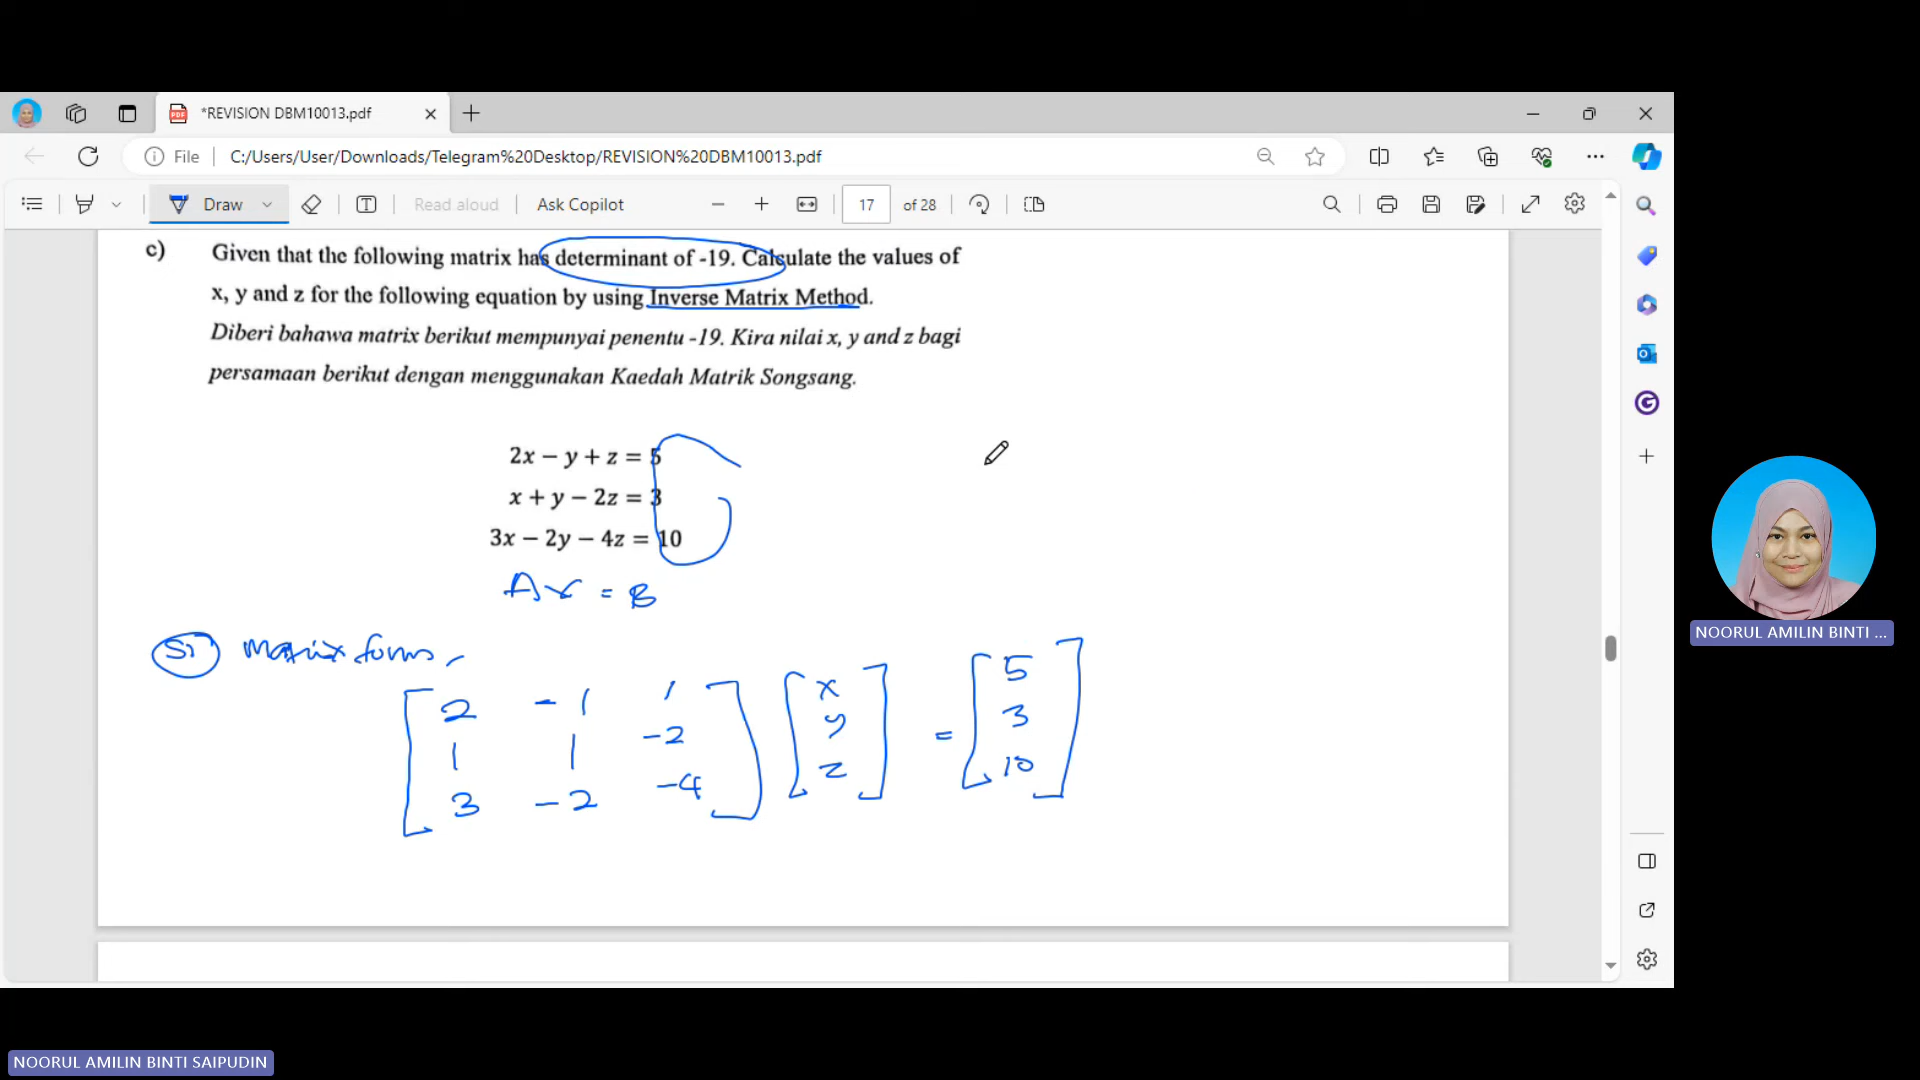 *REVISION DBM10013.pdf
File
C:/Users/User/Downloads/Telegram%20Desktop/REVISION%20DBM10013.pdf
Draw
Read aloud
Ask Copilot
17
of 28
c) Given that the following matrix has determinant of -19. Calculate the values of
x, y and z for the following equation by using Inverse Matrix Method.
Diberi bahawa matrix berikut mempunyai penentu -19. Kira nilai x, y and z bagi
persamaan berikut dengan menggunakan Kaedah Matrik Songsang.
2x − y + z = 5
x + y − 2z = 3
3x − 2y − 4z = 10
Ax = B
S1 Matrix form,
2 -1 1 x 5
1 1 -2 y = 3
3 -2 -4 z 10
NOORUL AMILIN BINTI ...
NOORUL AMILIN BINTI SAIPUDIN